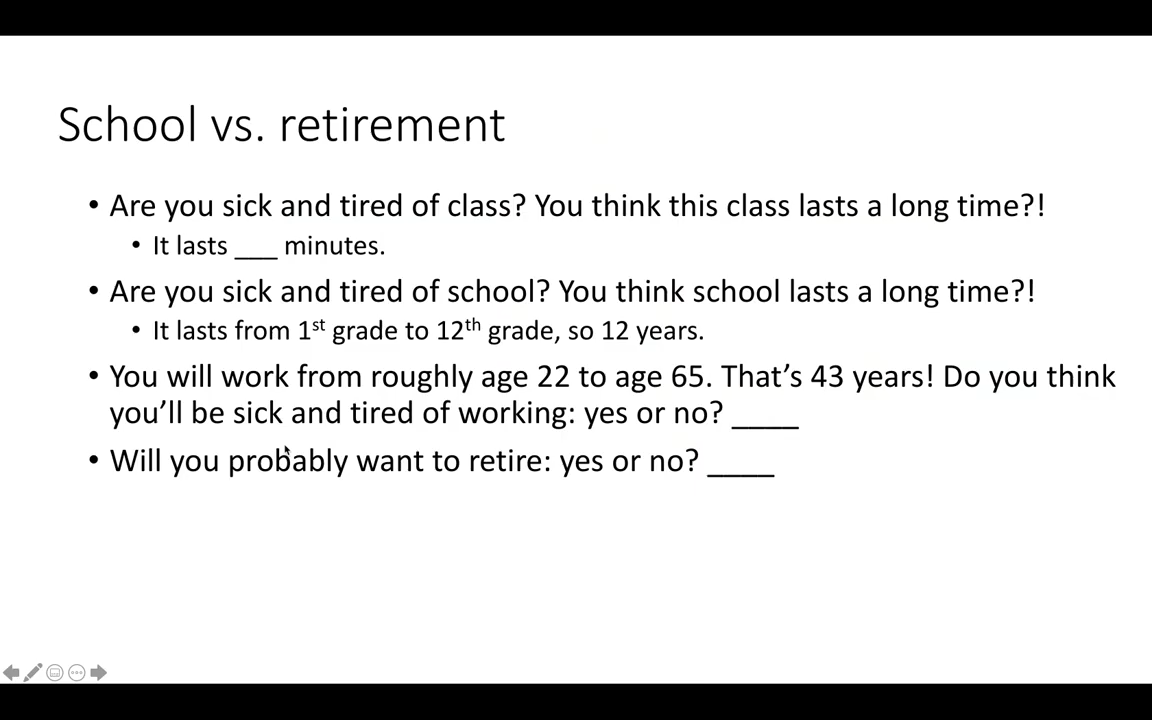 School vs. retirement
• Are you sick and tired of class? You think this class lasts a long time?!
• It lasts ___ minutes.
• Are you sick and tired of school? You think school lasts a long time?!
• It lasts from 1st grade to 12th grade, so 12 years.
• You will work from roughly age 22 to age 65. That’s 43 years! Do you think
you’ll be sick and tired of working: yes or no? ____
• Will you probably want to retire: yes or no? ____